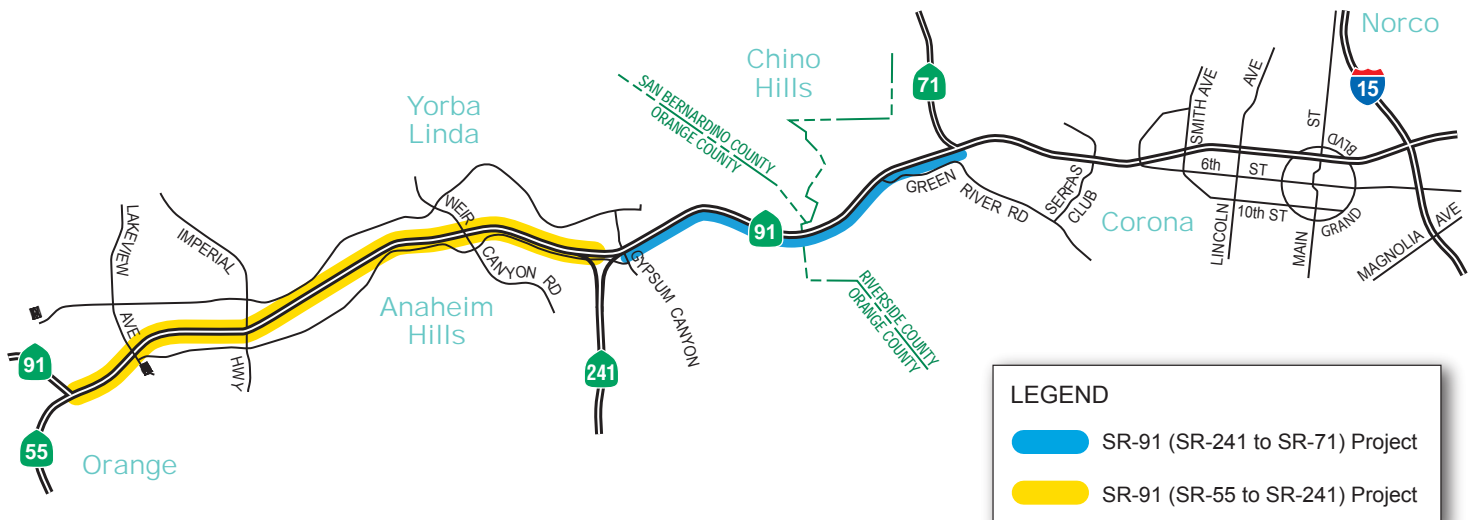 Norco
Chino
Hills
71
15
SAN BERNARDINO COUNTY
ORANGE COUNTY
SMITH AVE
AVE
ST
BLVD
Yorba
Linda
6th
ST
GREEN
RIVER RD
SERFAS
CLUB
LAKEVIEW
AVE
IMPERIAL
HWY
WEIR
CANYON RD
91
Corona
LINCOLN
10th ST
MAIN
GRAND
MAGNOLIA AVE
GYPSUM CANYON
Anaheim
Hills
RIVERSIDE COUNTY
ORANGE COUNTY
91
241
55
Orange
LEGEND
SR-91 (SR-241 to SR-71) Project
SR-91 (SR-55 to SR-241) Project